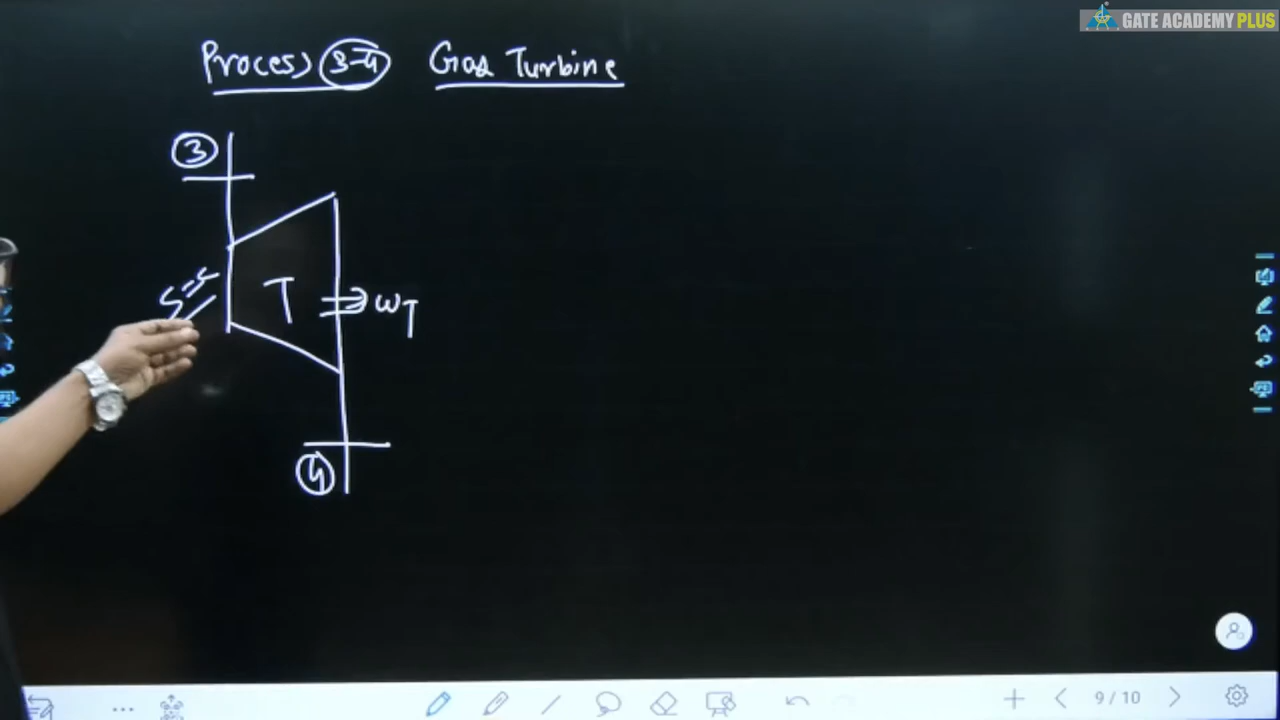 GATE ACADEMY PLUS
Process 3-4 Gas Turbine
3
S=c
T
WT
4
9 / 10